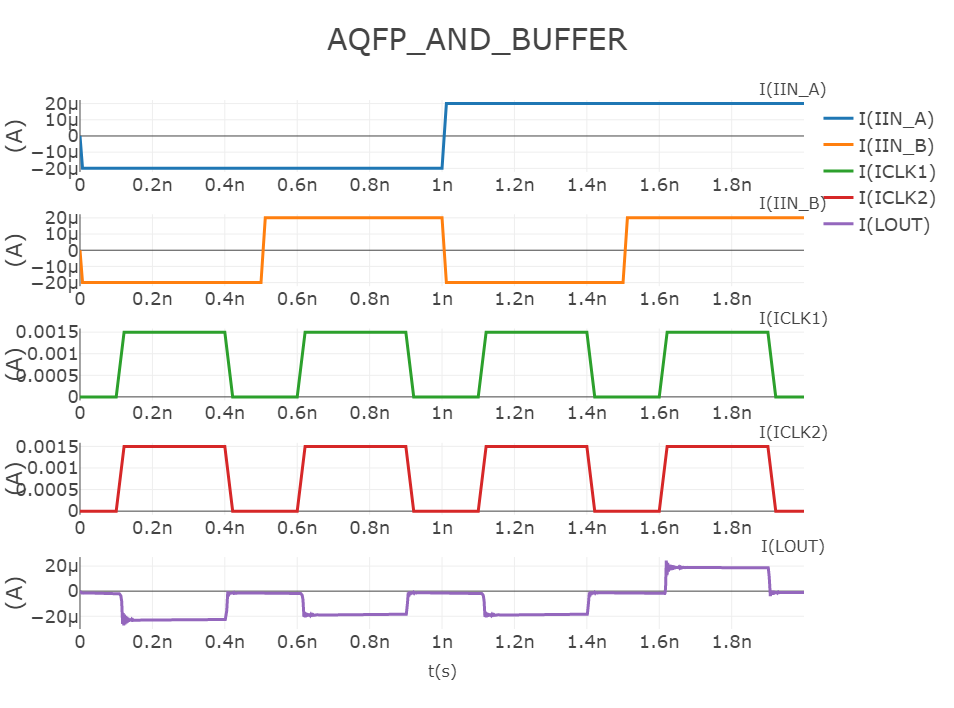 AQFP_AND_BUFFER
I(IIN_A)
20µ
10µ
0
−10µ
−20µ
(A)
0 0.2n 0.4n 0.6n 0.8n 1n 1.2n 1.4n 1.6n 1.8n
I(IIN_A)
I(IIN_B)
I(ICLK1)
I(ICLK2)
I(LOUT)
I(IIN_B)
20µ
10µ
0
−10µ
−20µ
(A)
0 0.2n 0.4n 0.6n 0.8n 1n 1.2n 1.4n 1.6n 1.8n
I(ICLK1)
0.0015
0.001
0.0005
0
(A)
0 0.2n 0.4n 0.6n 0.8n 1n 1.2n 1.4n 1.6n 1.8n
I(ICLK2)
0.0015
0.001
0.0005
0
(A)
0 0.2n 0.4n 0.6n 0.8n 1n 1.2n 1.4n 1.6n 1.8n
I(LOUT)
20µ
0
−20µ
(A)
0 0.2n 0.4n 0.6n 0.8n 1n 1.2n 1.4n 1.6n 1.8n
t(s)